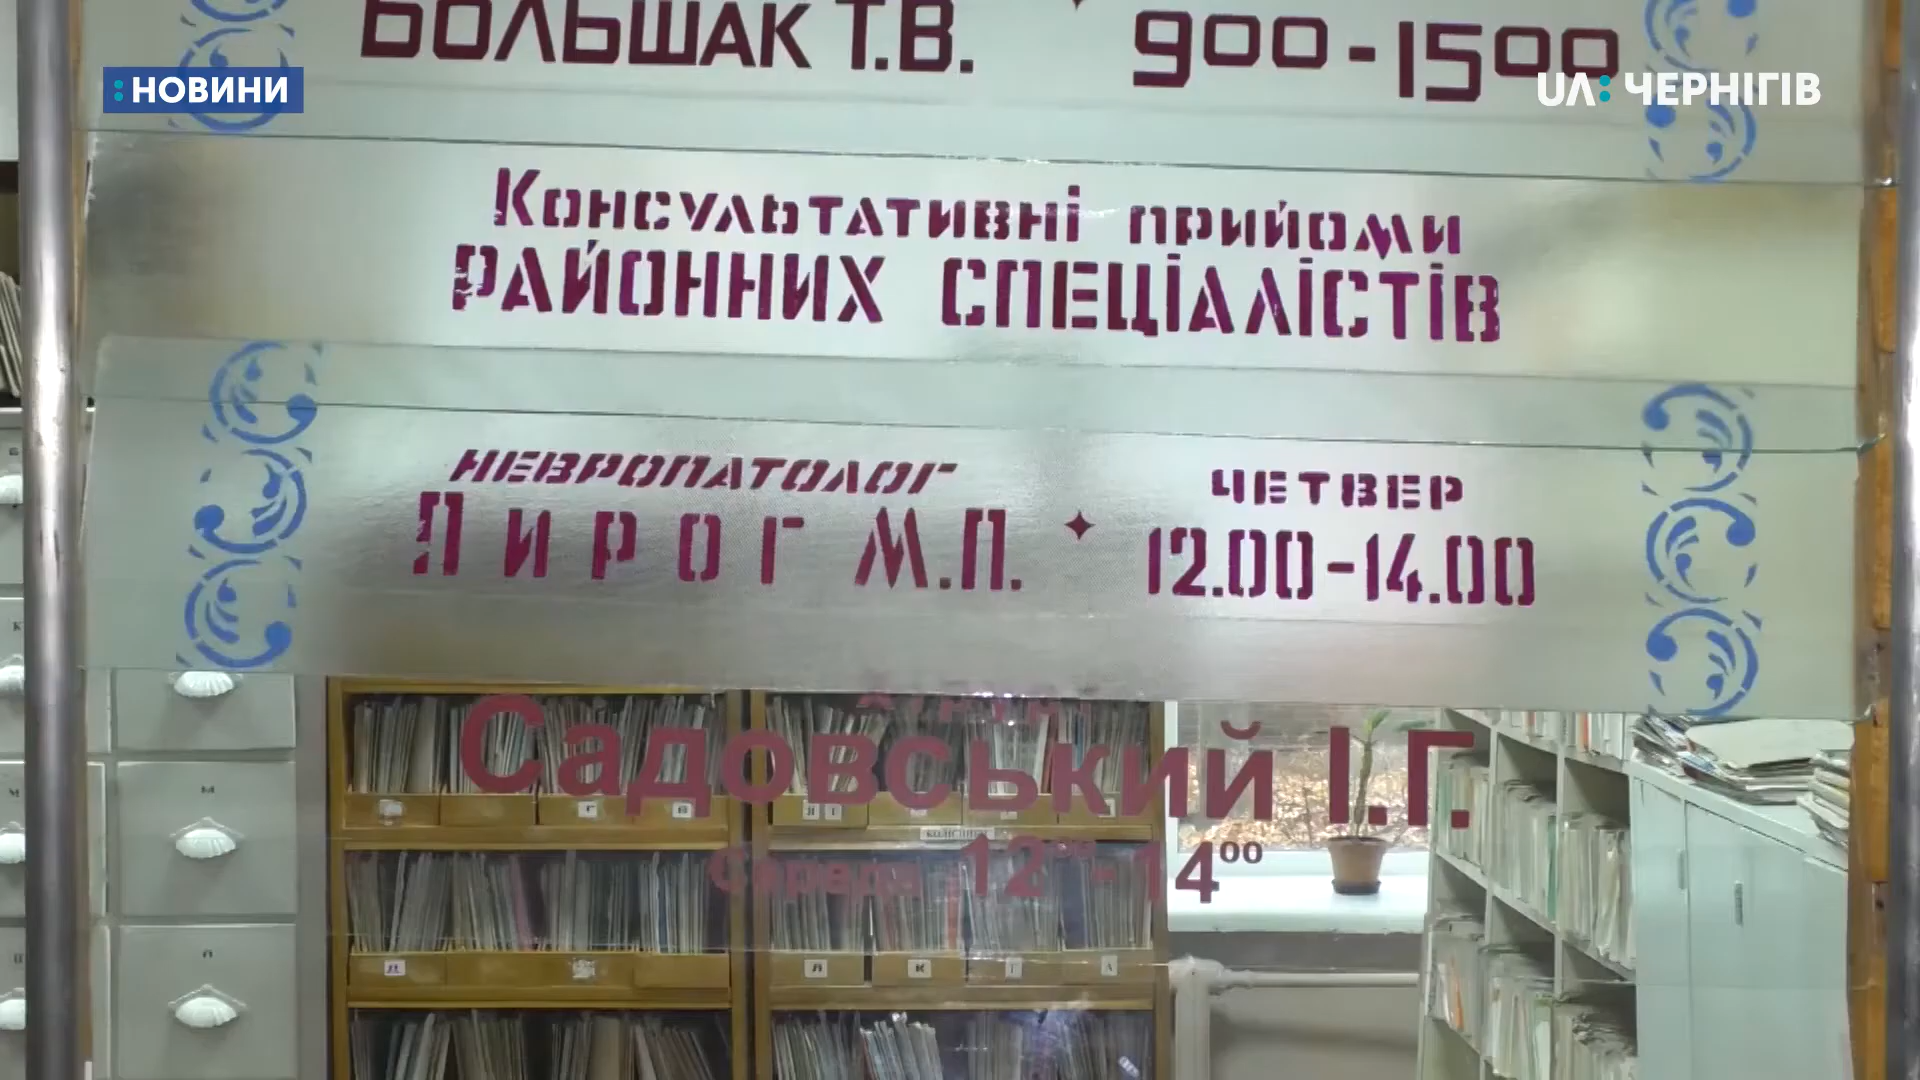 БОЛЬШАК Т.В. 9⁰⁰-15⁰⁰
:НОВИНИ
UA: ЧЕРНІГІВ
Консультативні прийоми
РАЙОННИХ СПЕЦІАЛІСТІВ
НЕВРОПАТОЛОГ ЧЕТВЕР
Пирог М.П. 12.00-14.00
Хірург
Садовський І.Г.
Середа 12⁰⁰-14⁰⁰